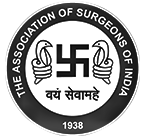 THE ASSOCIATION OF SURGEONS OF INDIA
वयं सेवामहे
1938